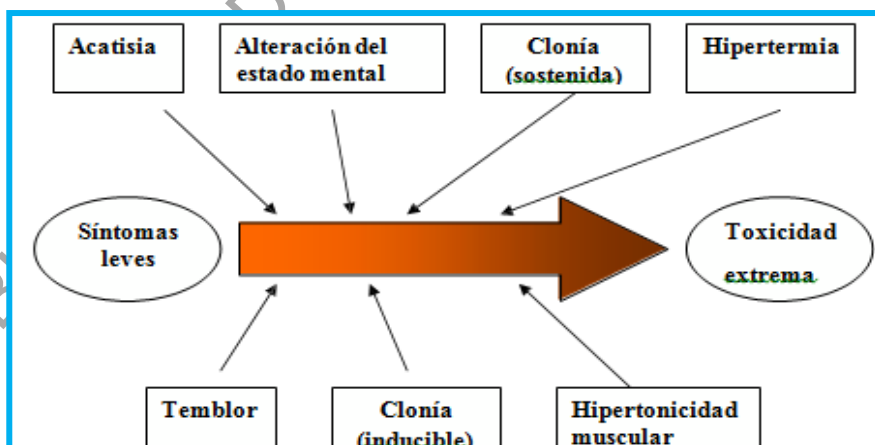 Acatisia
Alteración del
estado mental
Clonía
(sostenida)
Hipertermia
Síntomas
leves
Toxicidad
extrema
Temblor
Clonía
(inducible)
Hipertonicidad
muscular